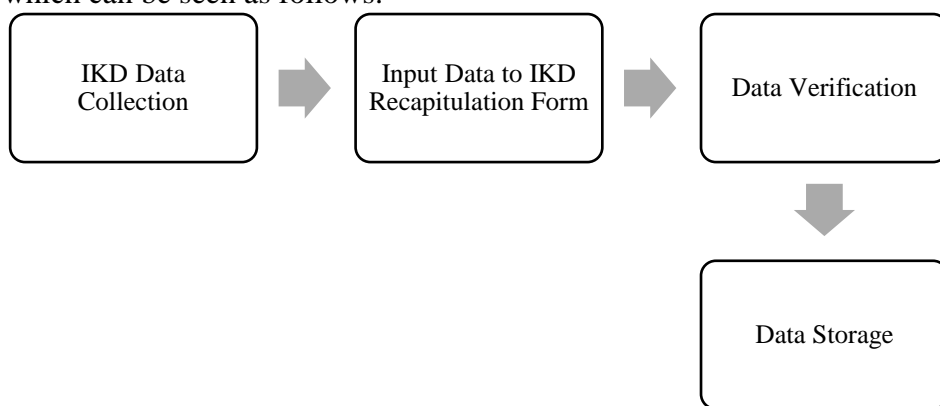 which can be seen as follows:
IKD Data
Collection
Input Data to IKD
Recapitulation Form
Data Verification
Data Storage